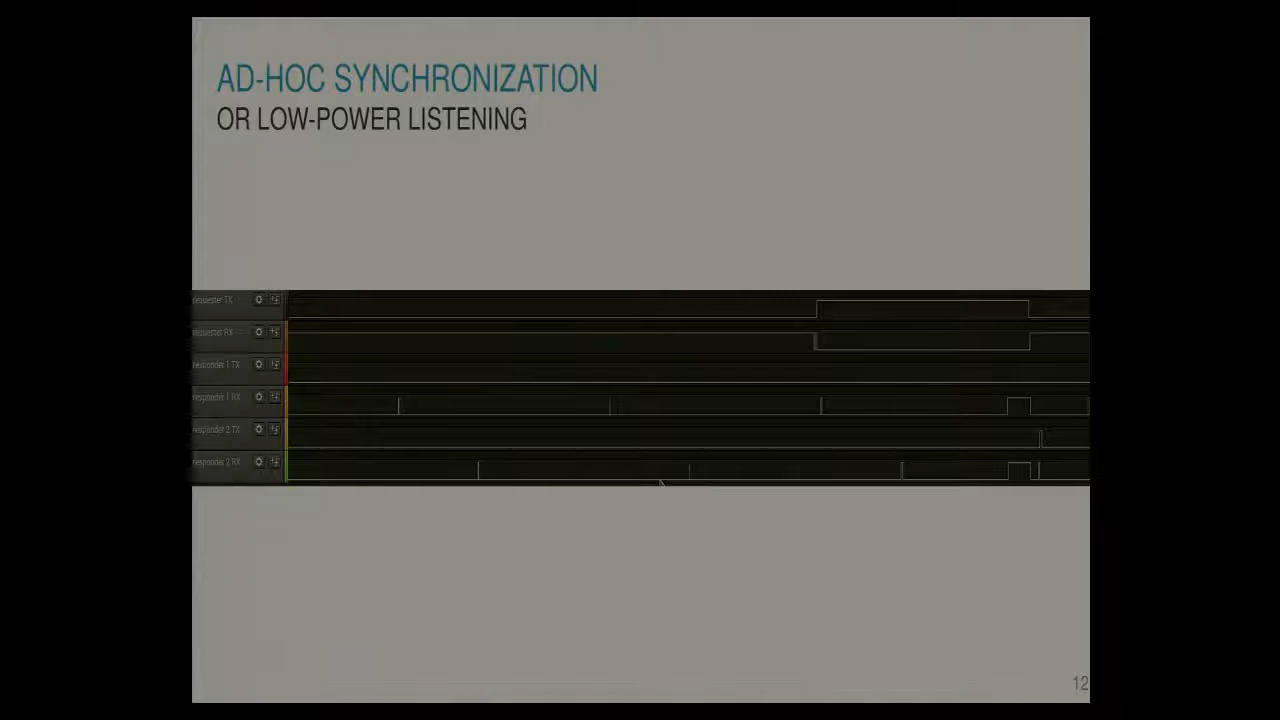 AD-HOC SYNCHRONIZATION
OR LOW-POWER LISTENING
requester TX
requester RX
responder 1 TX
responder 1 RX
responder 2 TX
responder 2 RX
12